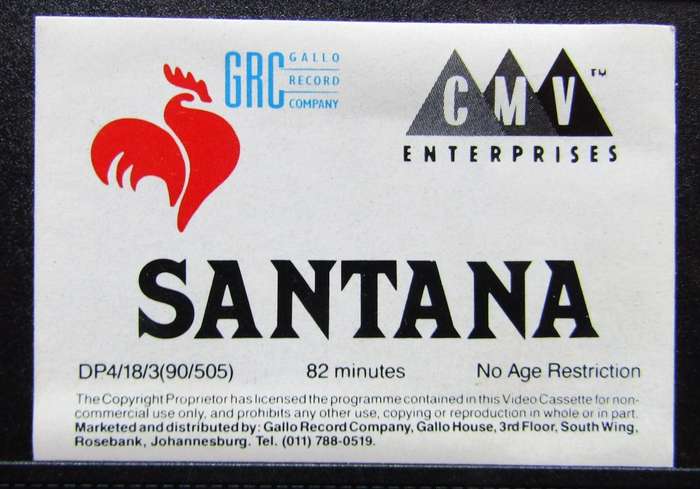 GRC
GALLO
RECORD
COMPANY
CMV™
ENTERPRISES
SANTANA
DP4/18/3(90/505) 82 minutes No Age Restriction
The Copyright Proprietor has licensed the programme contained in this Video Cassette for non-
commercial use only, and prohibits any other use, copying or reproduction in whole or in part.
Marketed and distributed by: Gallo Record Company, Gallo House, 3rd Floor, South Wing,
Rosebank, Johannesburg. Tel. (011) 788-0519.